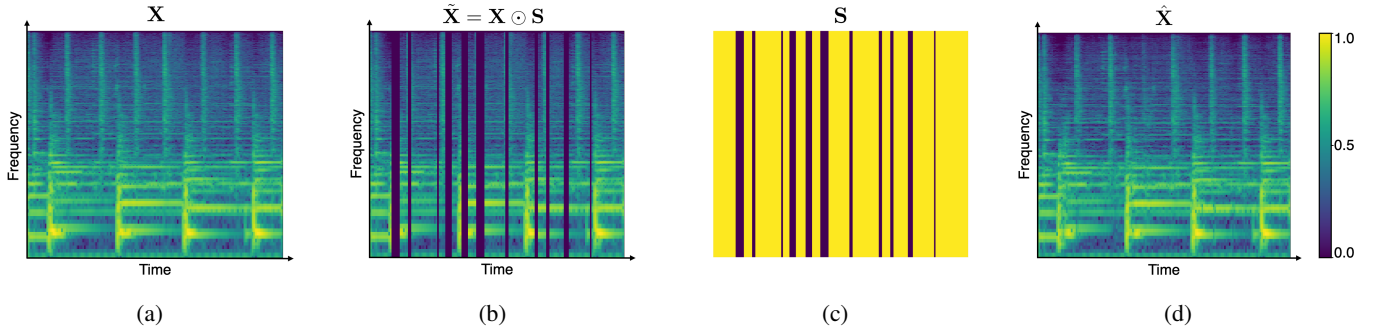 X
X̃ = X ⊙ S
S
X̂
Frequency
Time
Frequency
Time
Frequency
Time
1.0
0.5
0.0
(a)
(b)
(c)
(d)